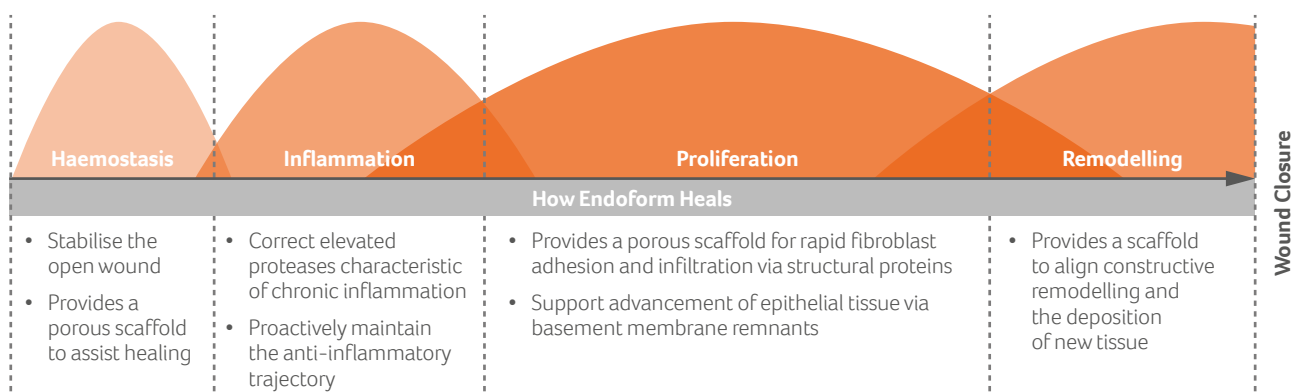 Haemostasis
Inflammation
Proliferation
Remodelling
How Endoform Heals
• Stabilise the
open wound
• Provides a
porous scaffold
to assist healing
• Correct elevated
proteases characteristic
of chronic inflammation
• Proactively maintain
the anti-inflammatory
trajectory
• Provides a porous scaffold for rapid fibroblast
adhesion and infiltration via structural proteins
• Support advancement of epithelial tissue via
basement membrane remnants
• Provides a scaffold
to align constructive
remodelling and
the deposition
of new tissue
Wound Closure